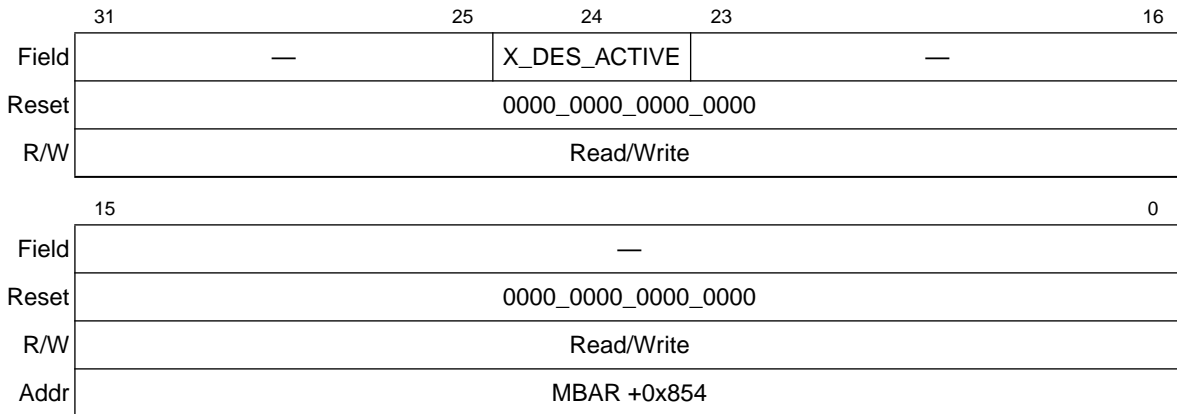 31 25 24 23 16
Field — X_DES_ACTIVE —
Reset 0000_0000_0000_0000
R/W Read/Write
15 0
Field —
Reset 0000_0000_0000_0000
R/W Read/Write
Addr MBAR +0x854